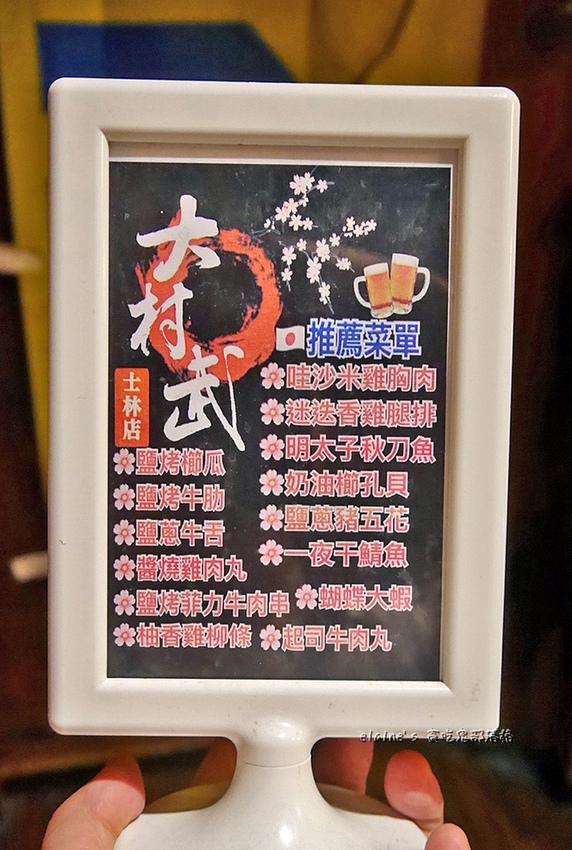 大村武
士林店
推薦菜單
哇沙米雞胸肉
迷迭香雞腿排
明太子秋刀魚
奶油櫛孔貝
鹽蔥豬五花
一夜干鯖魚
蝴蝶大蝦
起司牛肉丸
鹽烤櫛瓜
鹽烤牛肋
鹽蔥牛舌
醬燒雞肉丸
鹽烤菲力牛肉串
柚香雞柳條
elaine's